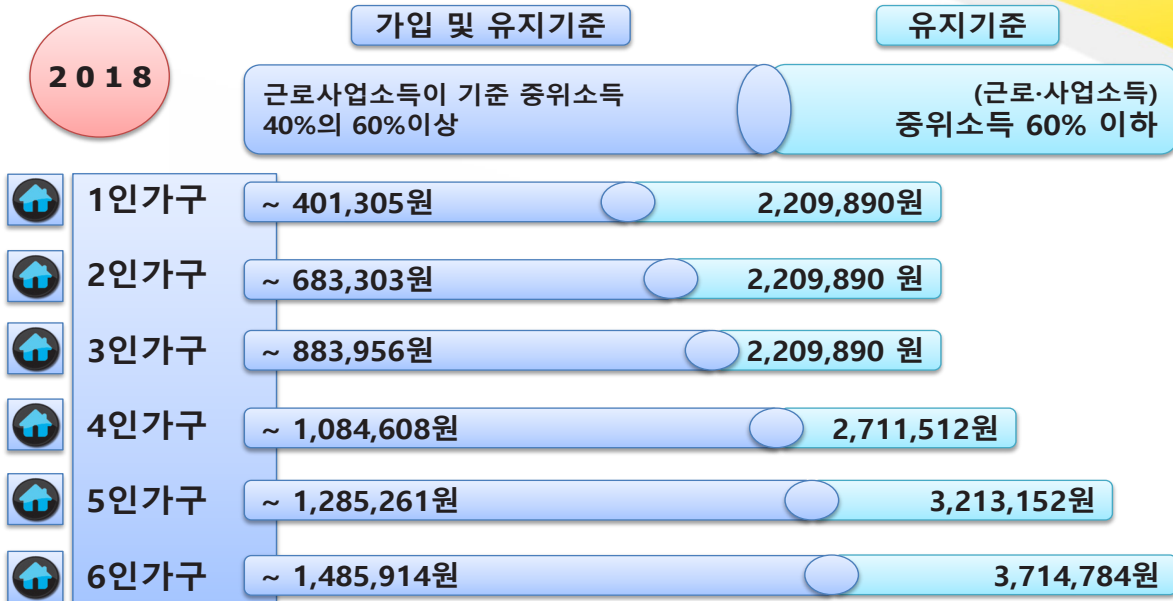 가입 및 유지기준
유지기준
2 0 1 8
근로사업소득이 기준 중위소득
40%의 60%이상
(근로·사업소득)
중위소득 60% 이하
1인가구 ~ 401,305원 2,209,890원
2인가구 ~ 683,303원 2,209,890 원
3인가구 ~ 883,956원 2,209,890 원
4인가구 ~ 1,084,608원 2,711,512원
5인가구 ~ 1,285,261원 3,213,152원
6인가구 ~ 1,485,914원 3,714,784원